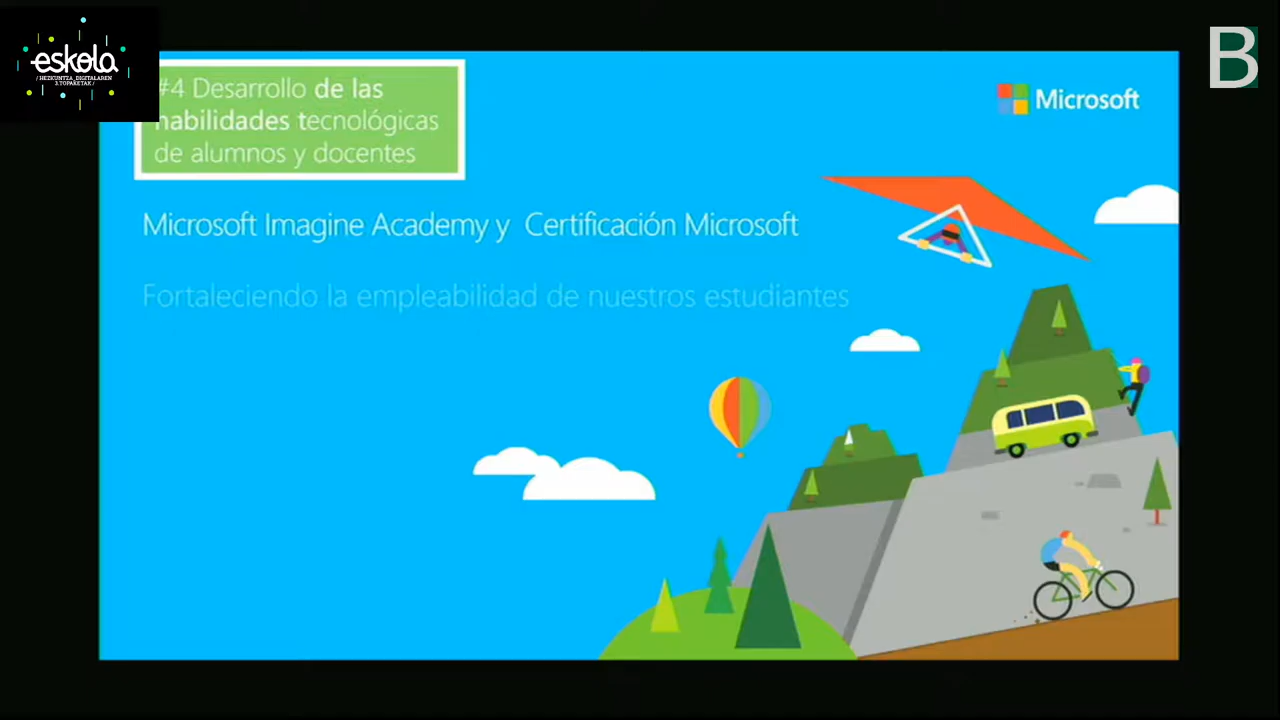 eskola
/ HEZKUNTZA_DIGITALAREN
3.TOPAKETAK /
B
#4 Desarrollo de las
habilidades tecnológicas
de alumnos y docentes
Microsoft
Microsoft Imagine Academy y Certificación Microsoft
Fortaleciendo la empleabilidad de nuestros estudiantes